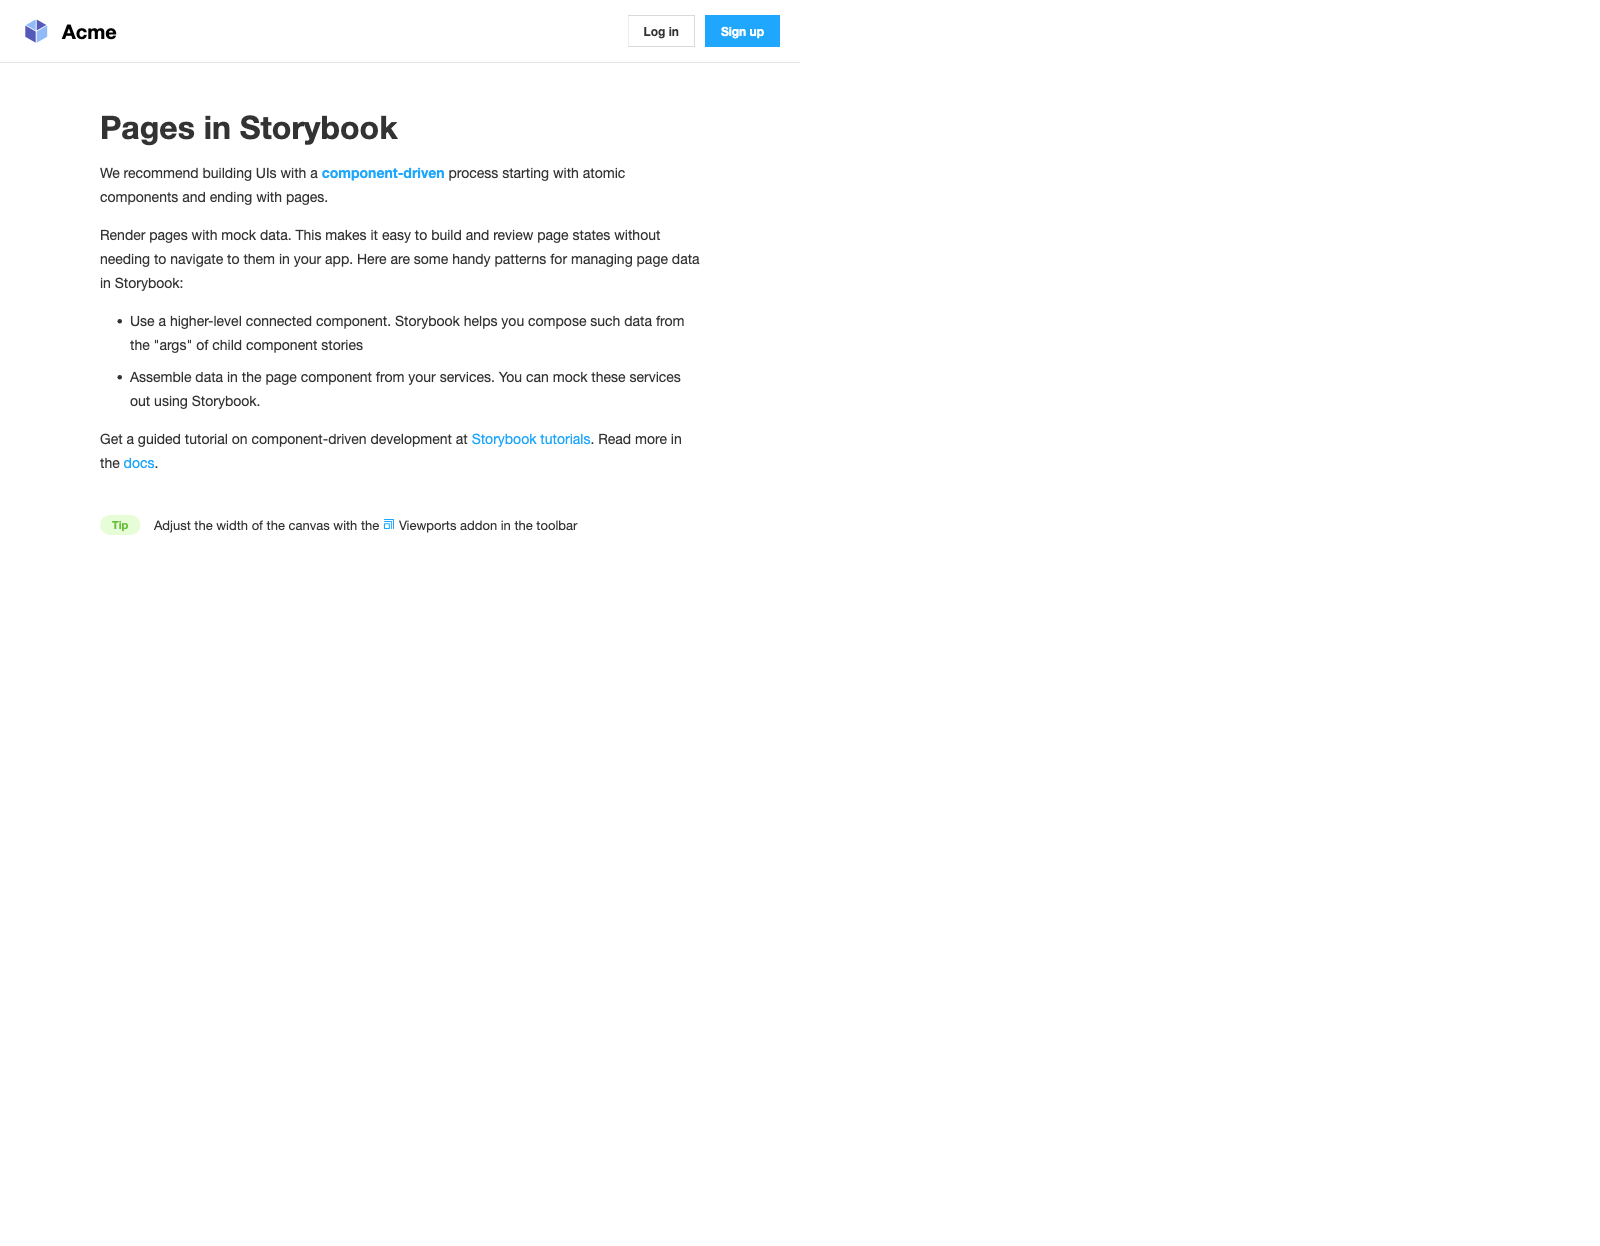 Acme
Log in
Sign up
Pages in Storybook
We recommend building UIs with a component-driven process starting with atomic
components and ending with pages.
Render pages with mock data. This makes it easy to build and review page states without
needing to navigate to them in your app. Here are some handy patterns for managing page data
in Storybook:
• Use a higher-level connected component. Storybook helps you compose such data from
the "args" of child component stories
• Assemble data in the page component from your services. You can mock these services
out using Storybook.
Get a guided tutorial on component-driven development at Storybook tutorials. Read more in
the docs.
Tip Adjust the width of the canvas with the Viewports addon in the toolbar